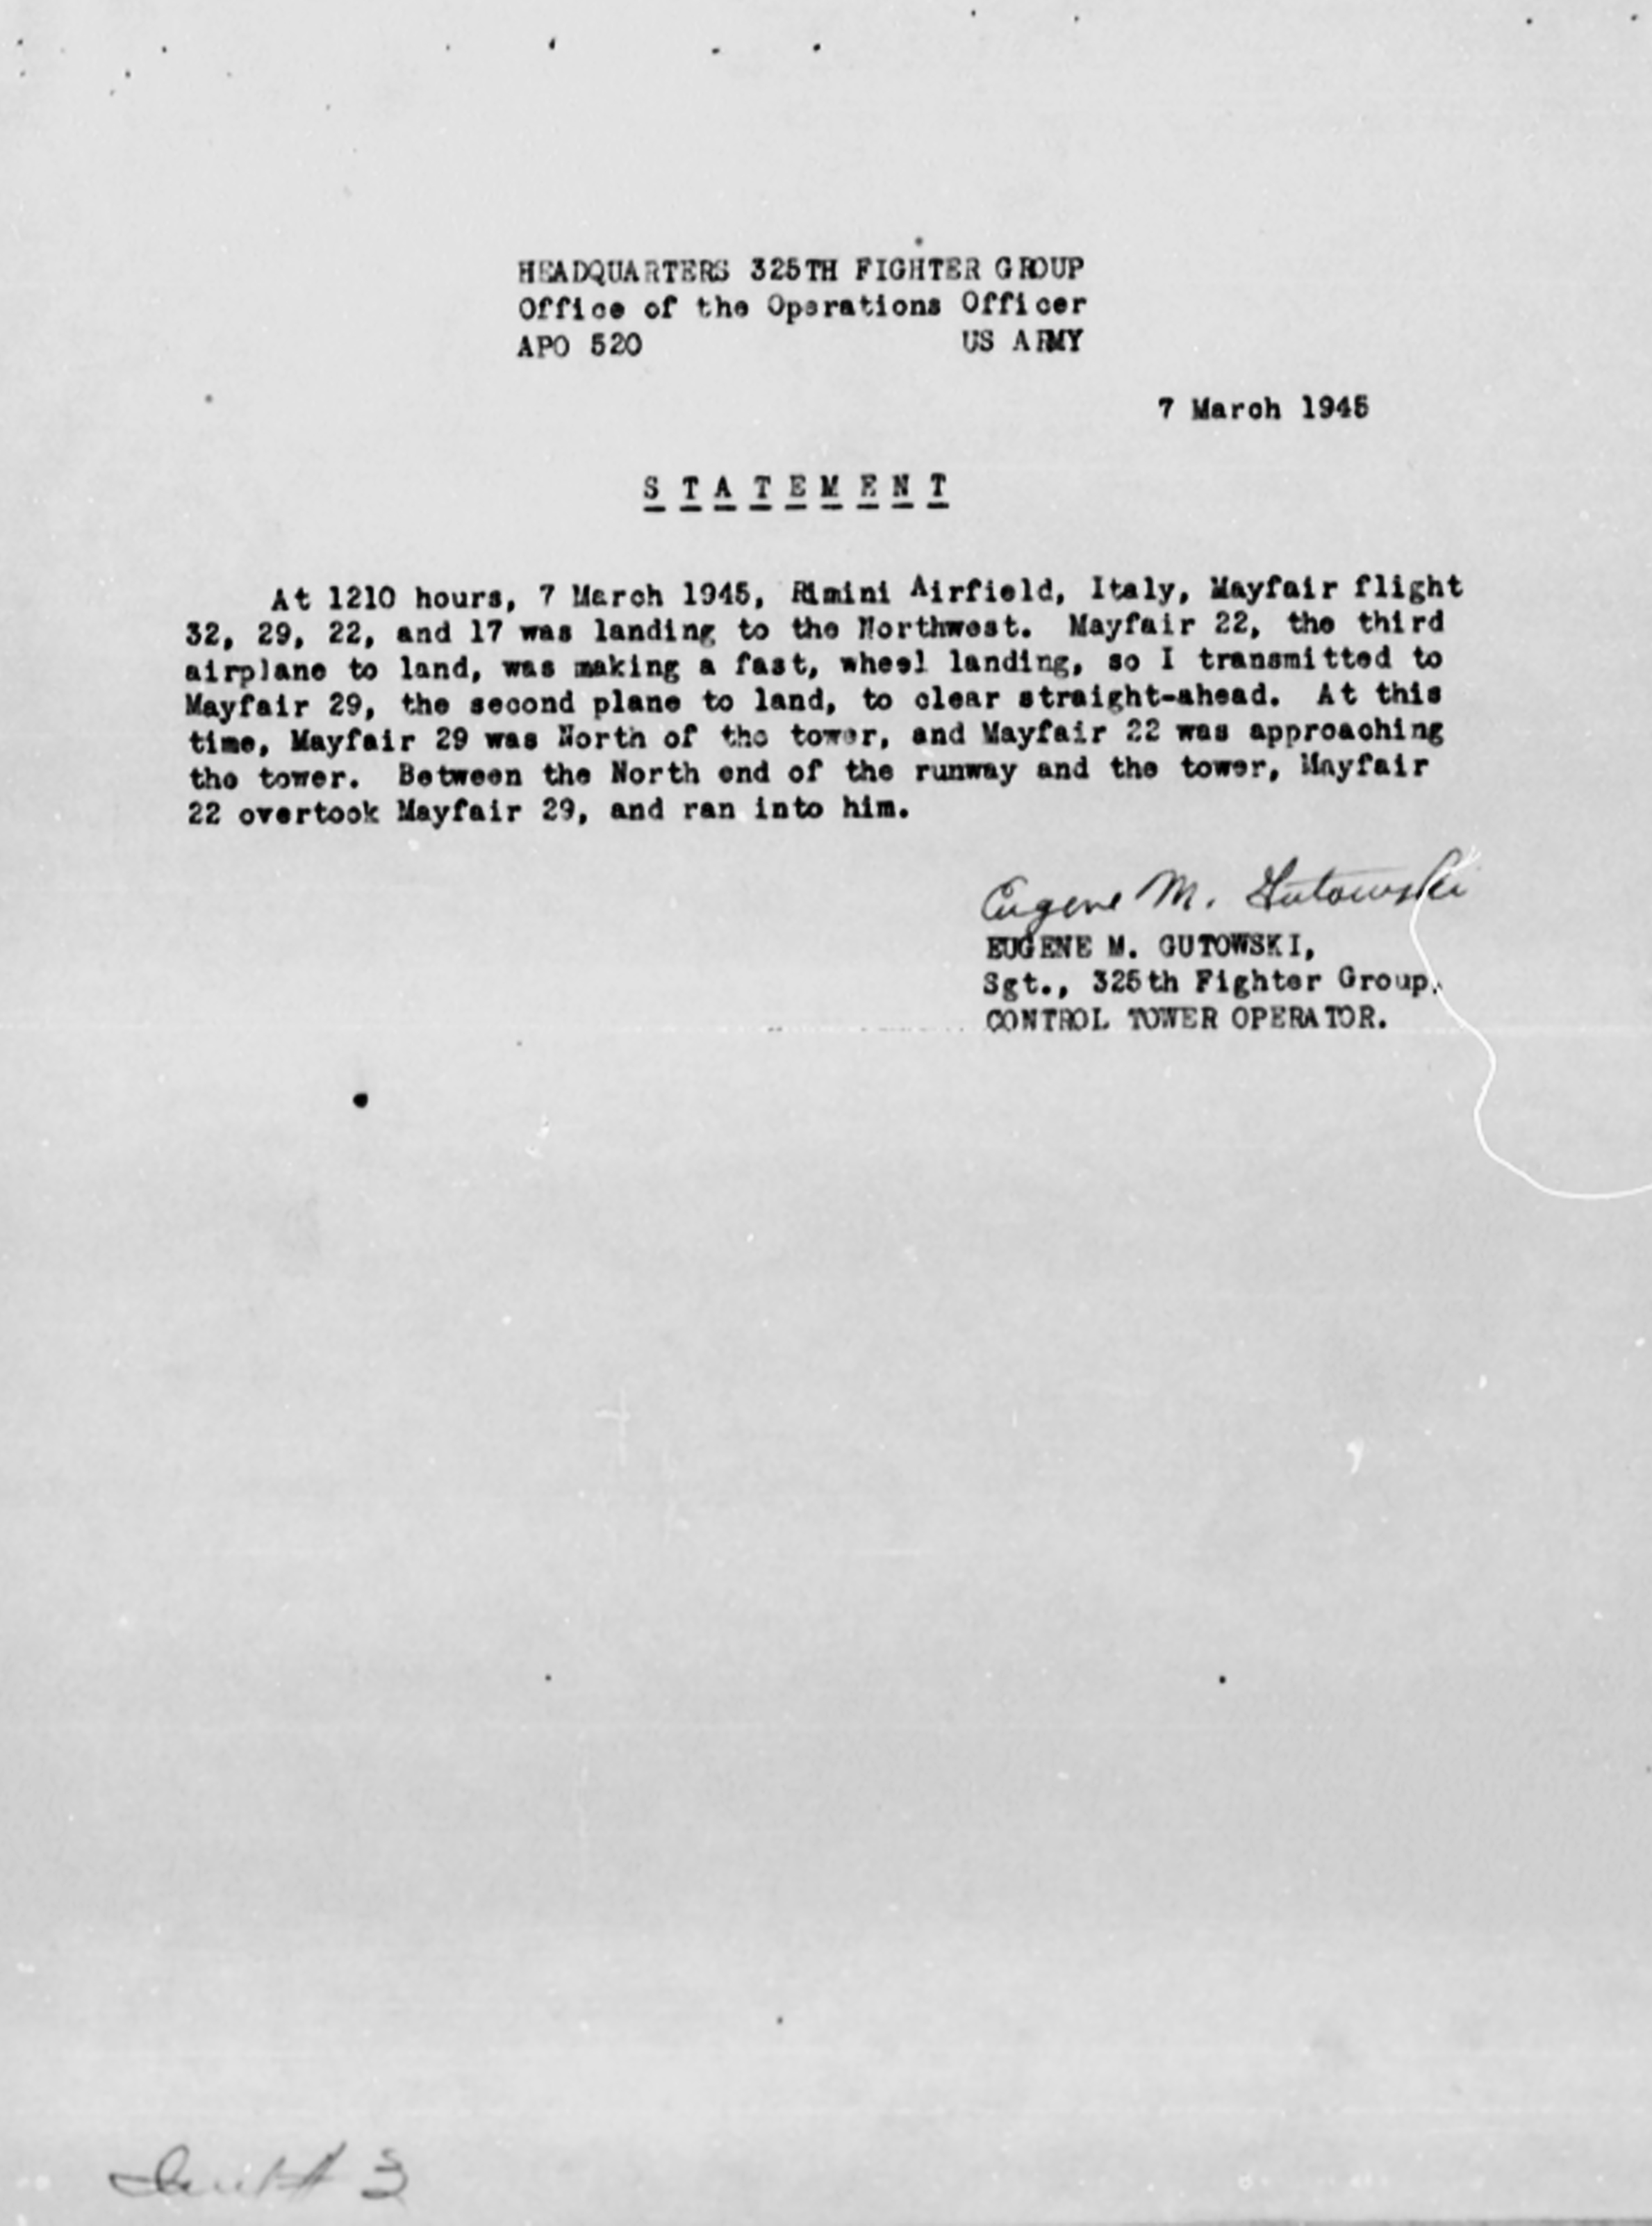 HEADQUARTERS 325TH FIGHTER GROUP
Office of the Operations Officer
APO 520 US ARMY
7 March 1945
STATEMENT
At 1210 hours, 7 March 1945, Rimini Airfield, Italy, Mayfair flight
32, 29, 22, and 17 was landing to the Northwest. Mayfair 22, the third
airplane to land, was making a fast, wheel landing, so I transmitted to
Mayfair 29, the second plane to land, to clear straight-ahead. At this
time, Mayfair 29 was North of the tower, and Mayfair 22 was approaching
the tower. Between the North end of the runway and the tower, Mayfair
22 overtook Mayfair 29, and ran into him.
Eugene M. Gutowski
EUGENE M. GUTOWSKI,
Sgt., 325th Fighter Group,
CONTROL TOWER OPERATOR.
# 3